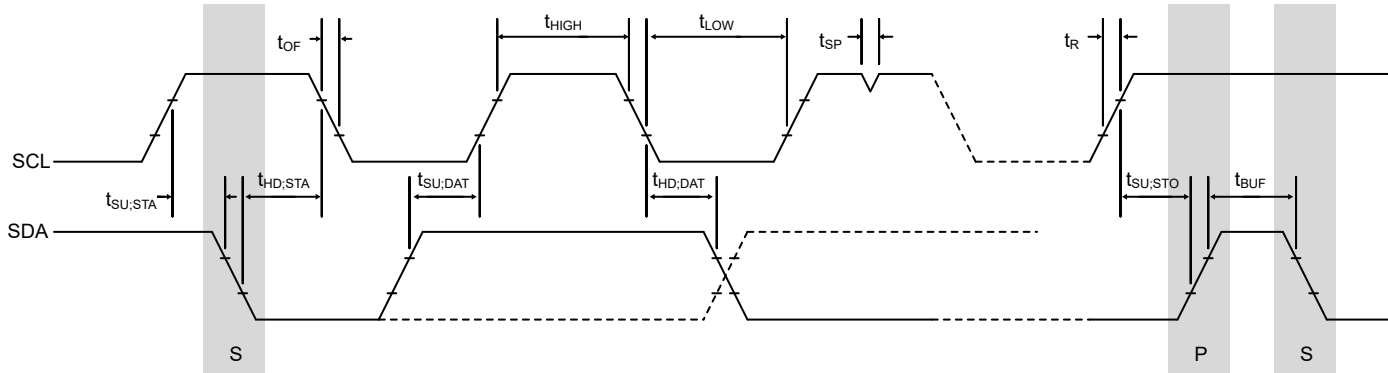 tHIGH
tLOW
tOF
tSP
tR
SCL
tSU;STA
tHD;STA
tSU;DAT
tHD;DAT
tSU;STO
tBUF
SDA
S
P
S